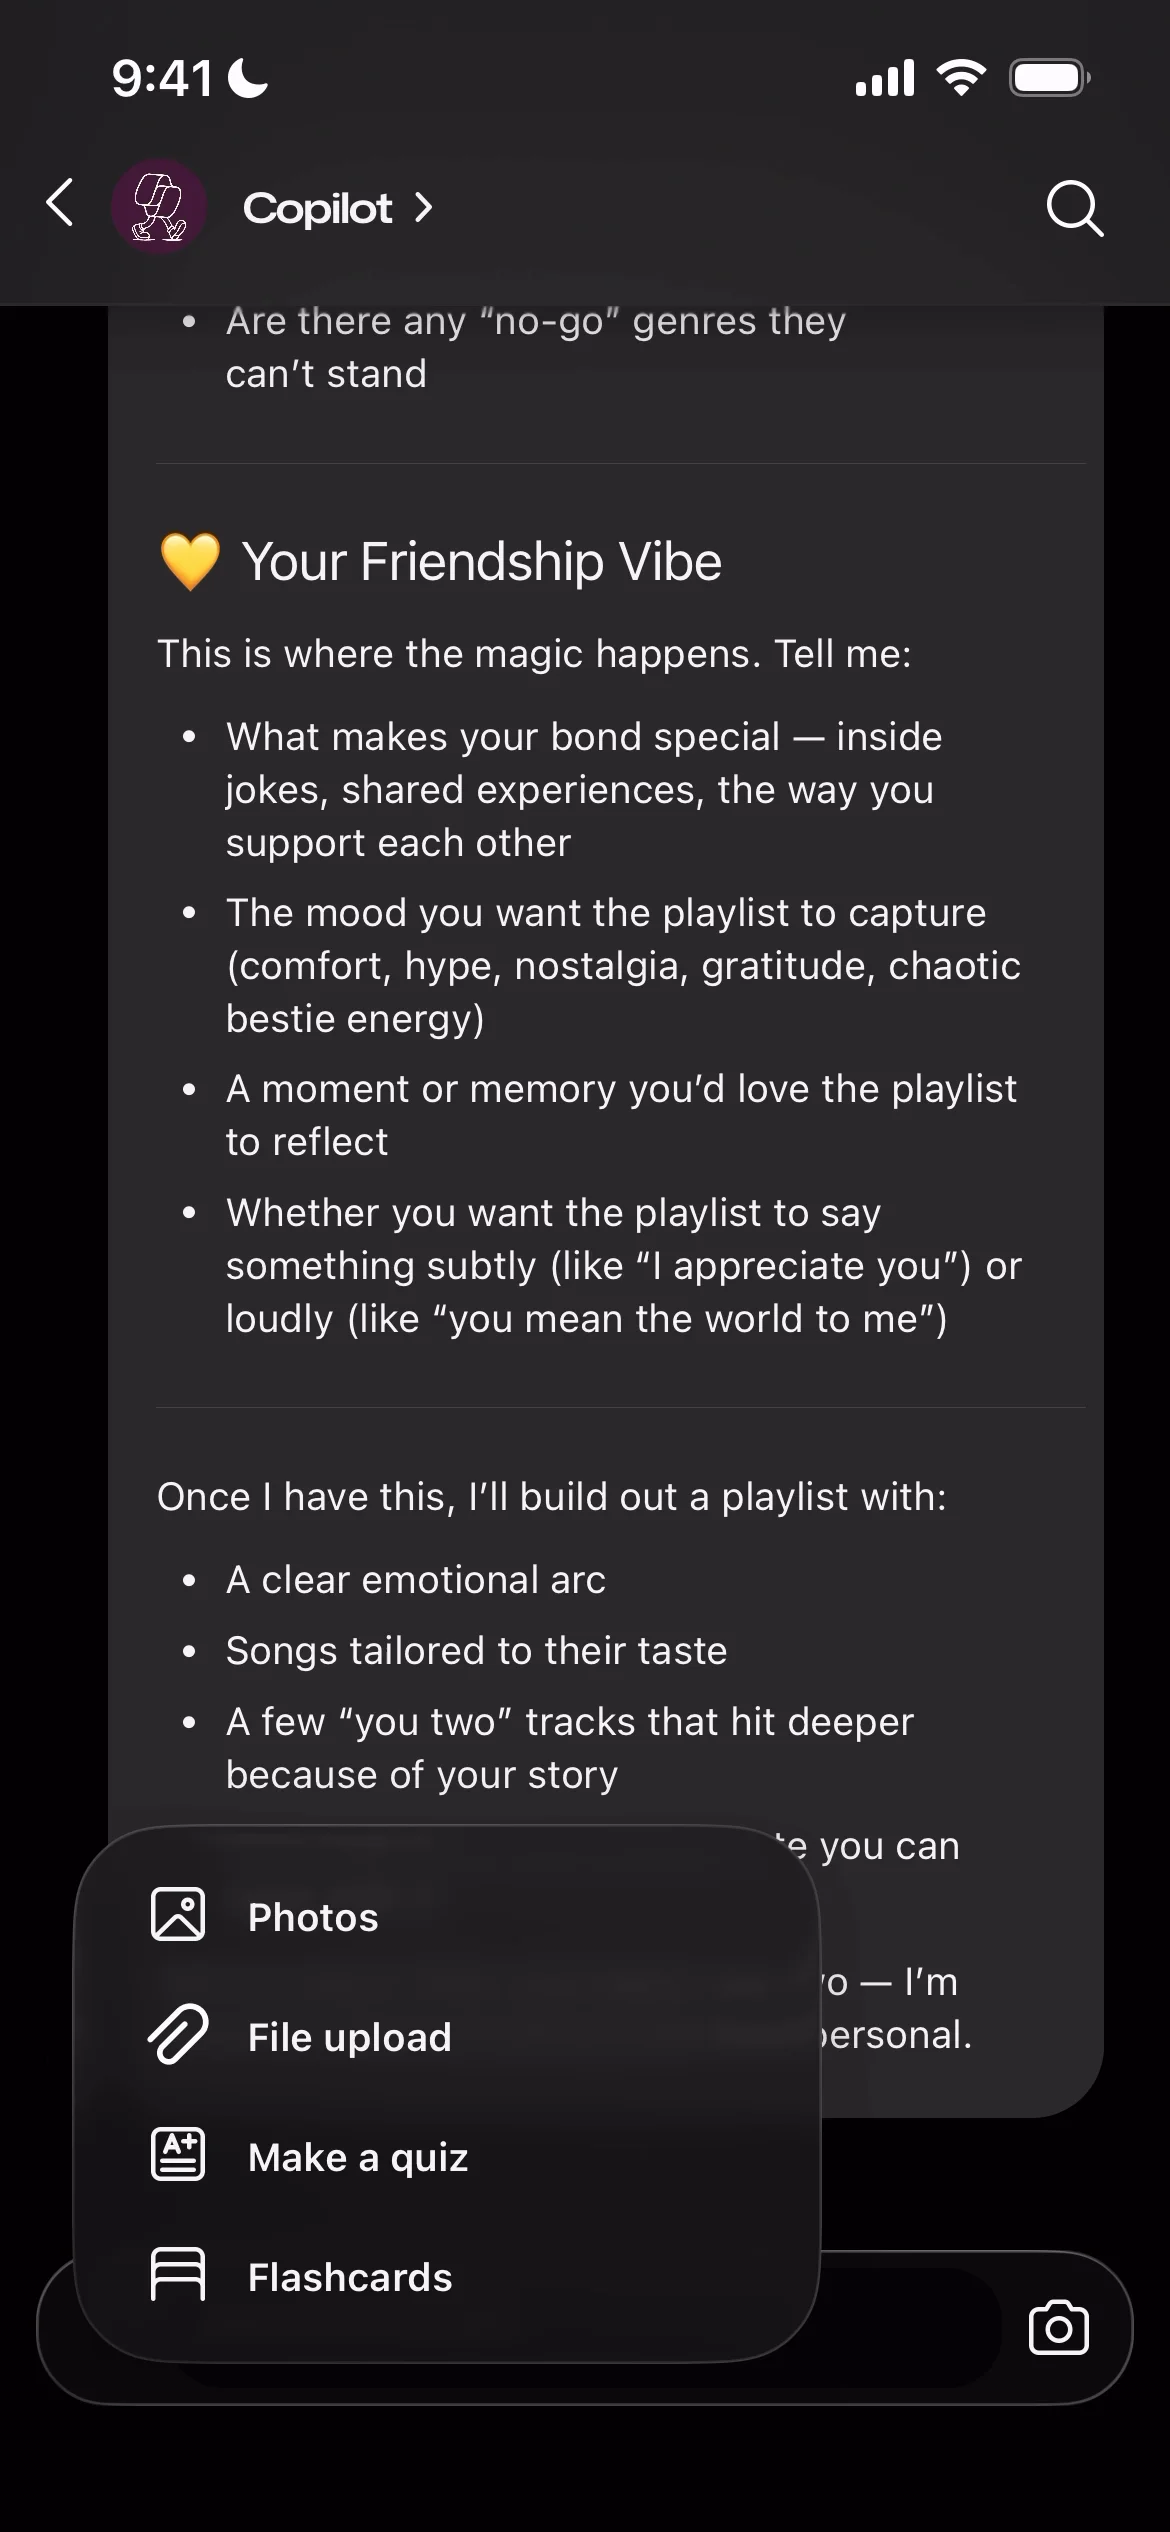 9:41
Copilot
• Are there any “no-go” genres they
can’t stand
💛 Your Friendship Vibe
This is where the magic happens. Tell me:
• What makes your bond special — inside
jokes, shared experiences, the way you
support each other
• The mood you want the playlist to capture
(comfort, hype, nostalgia, gratitude, chaotic
bestie energy)
• A moment or memory you’d love the playlist
to reflect
• Whether you want the playlist to say
something subtly (like “I appreciate you”) or
loudly (like “you mean the world to me”)
Once I have this, I’ll build out a playlist with:
• A clear emotional arc
• Songs tailored to their taste
• A few “you two” tracks that hit deeper
because of your story
you can
Photos
— I’m
File upload
A+
Make a quiz
Flashcards